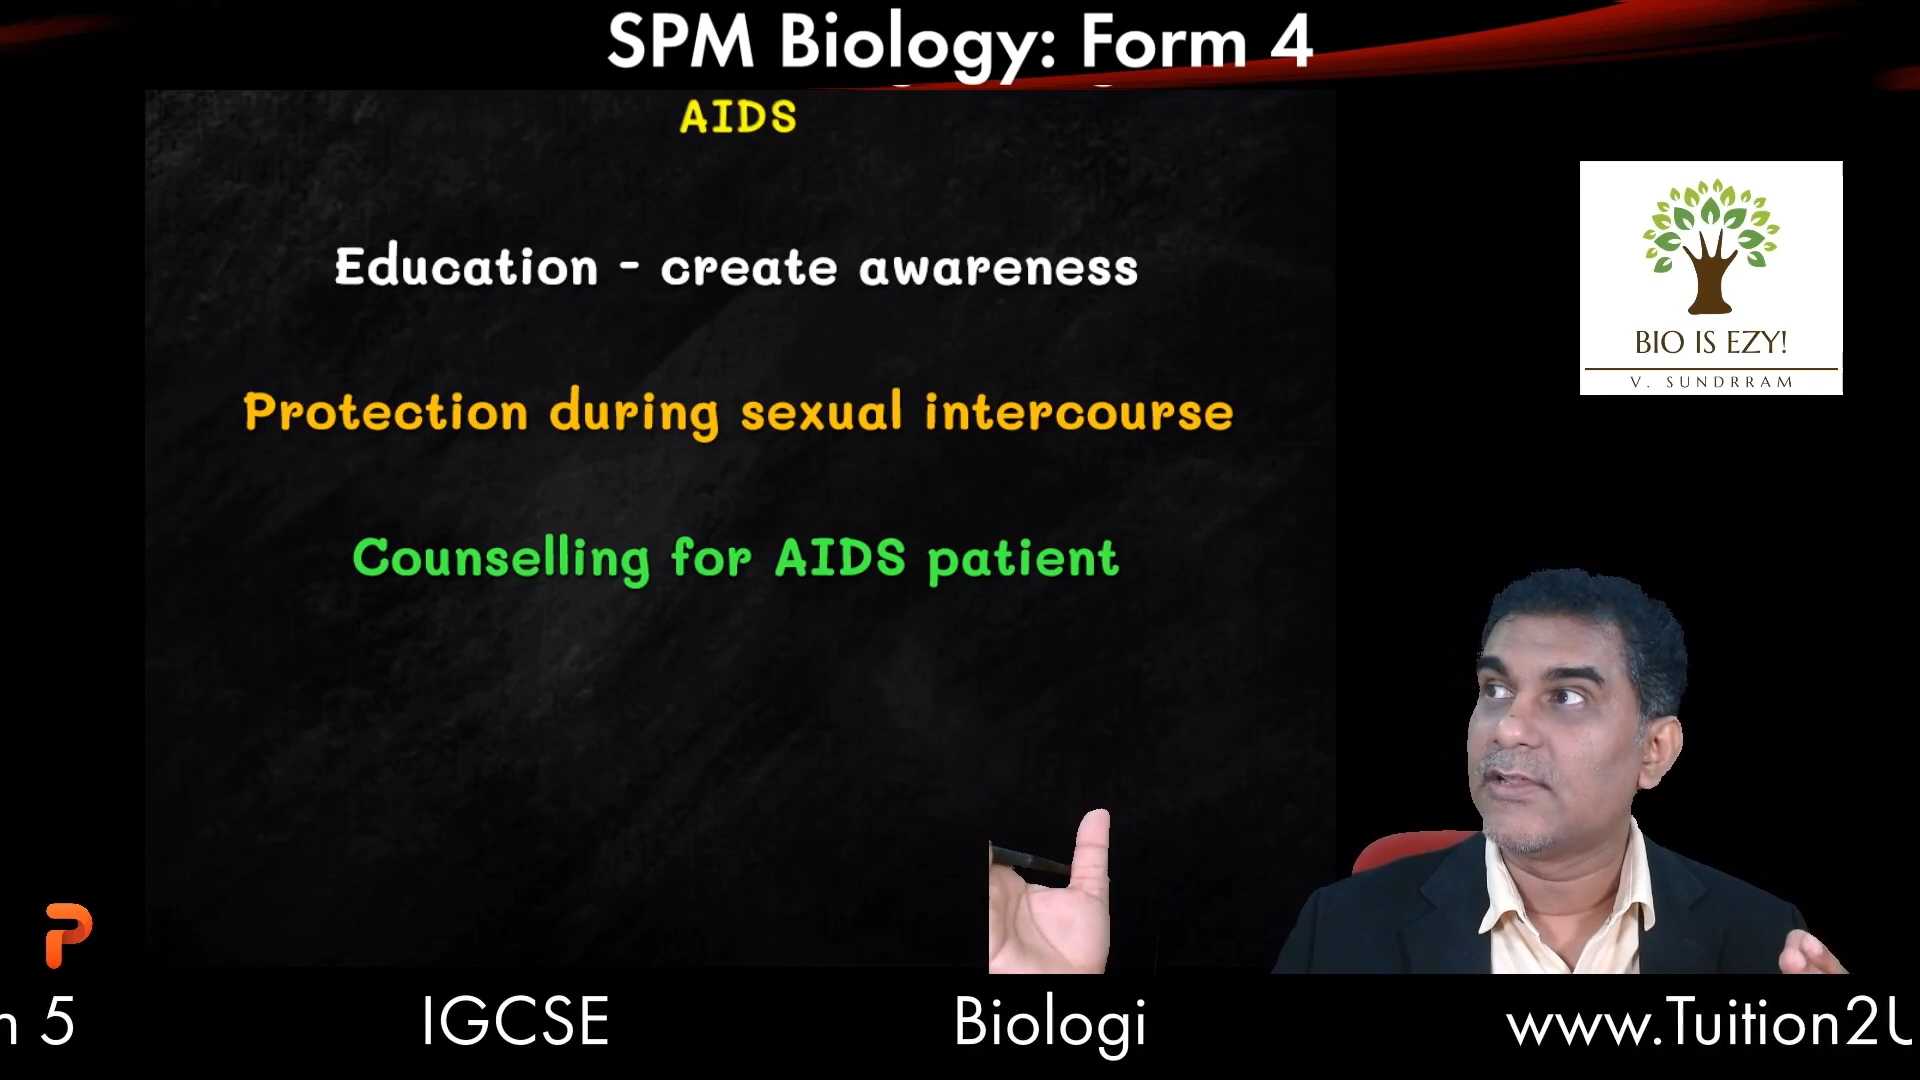 SPM Biology: Form 4
AIDS
Education - create awareness
Protection during sexual intercourse
Counselling for AIDS patient
BIO IS EZY!
V. SUNDRRAM
n 5 IGCSE Biologi www.Tuition2U